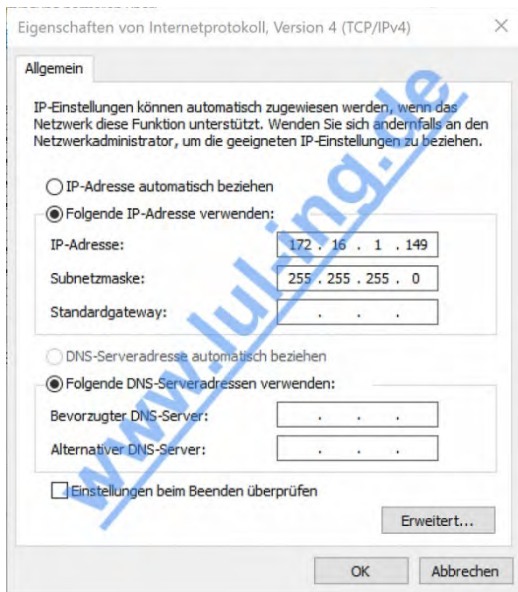 Eigenschaften von Internetprotokoll, Version 4 (TCP/IPv4)
Allgemein
IP-Einstellungen können automatisch zugewiesen werden, wenn das
Netzwerk diese Funktion unterstützt. Wenden Sie sich andernfalls an den
Netzwerkadministrator, um die geeigneten IP-Einstellungen zu beziehen.
IP-Adresse automatisch beziehen
Folgende IP-Adresse verwenden:
IP-Adresse: 172 . 16 . 1 . 149
Subnetzmaske: 255 . 255 . 255 . 0
Standardgateway: . . .
DNS-Serveradresse automatisch beziehen
Folgende DNS-Serveradressen verwenden:
Bevorzugter DNS-Server: . . .
Alternativer DNS-Server: . . .
Einstellungen beim Beenden überprüfen
Erweitert...
OK Abbrechen
www.lul-ing.de